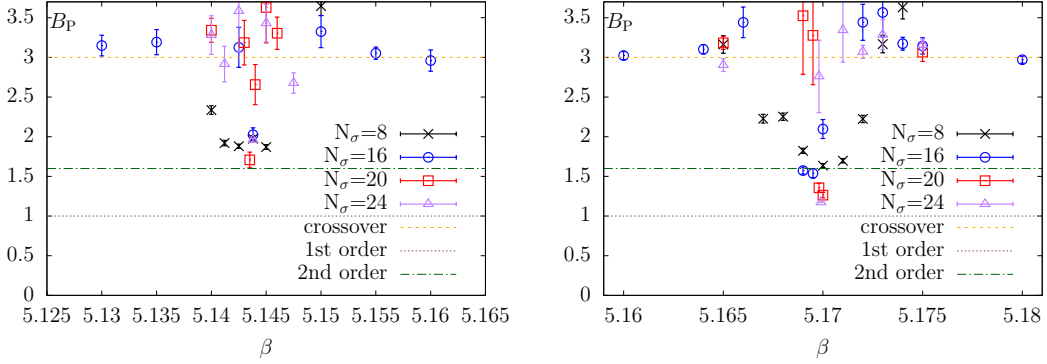 B_P
3.5
3
2.5
2
1.5
1
0.5
0
5.125 5.13 5.135 5.14 5.145 5.15 5.155 5.16 5.165
β
N_σ=8
N_σ=16
N_σ=20
N_σ=24
crossover
1st order
2nd order
B_P
3.5
3
2.5
2
1.5
1
0.5
0
5.16 5.165 5.17 5.175 5.18
β
N_σ=8
N_σ=16
N_σ=20
N_σ=24
crossover
1st order
2nd order